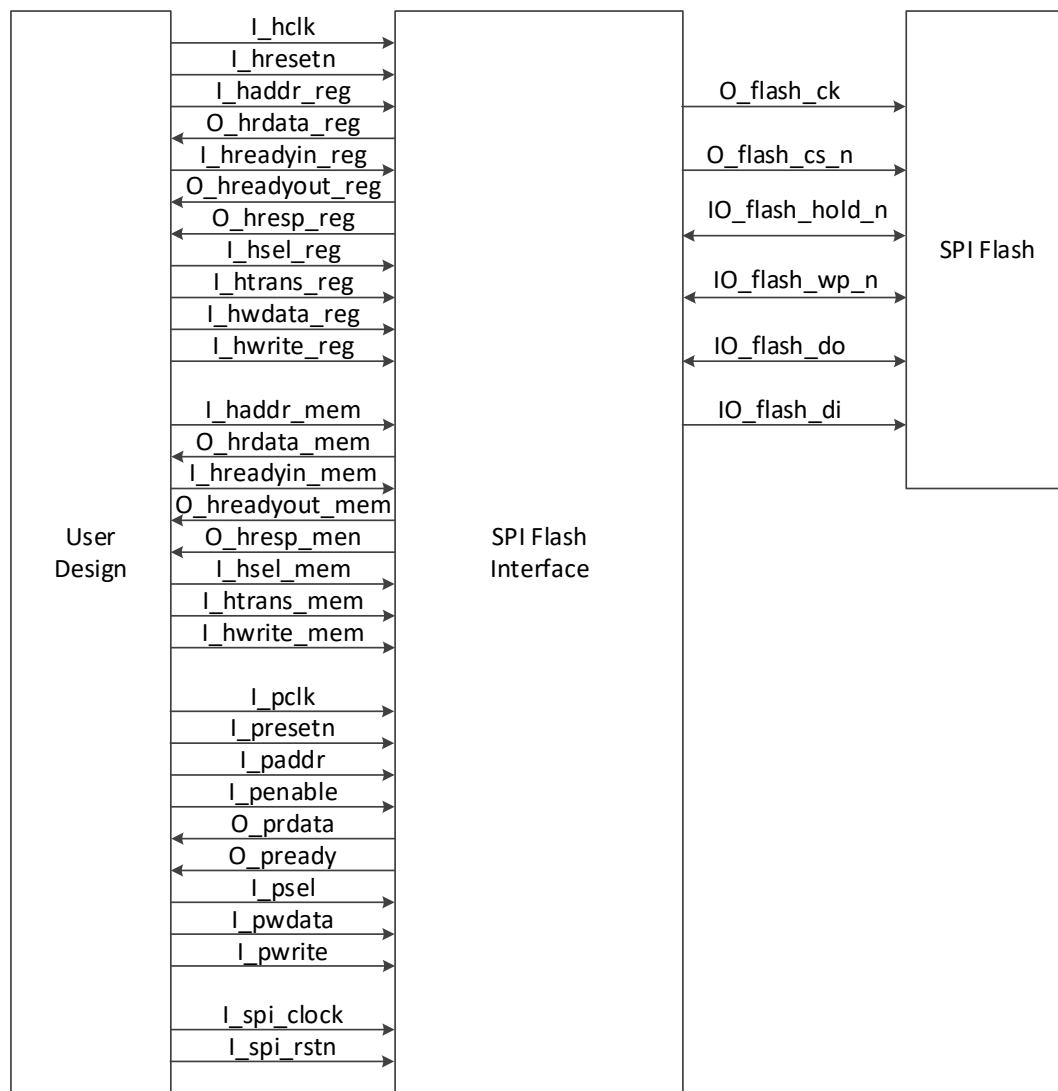 I_hclk
I_hresetn
I_haddr_reg
O_hrdata_reg
I_hreadyin_reg
O_hreadyout_reg
O_hresp_reg
I_hsel_reg
I_htrans_reg
I_hwdata_reg
I_hwrite_reg
I_haddr_mem
O_hrdata_mem
I_hreadyin_mem
O_hreadyout_mem
O_hresp_men
I_hsel_mem
I_htrans_mem
I_hwrite_mem
I_pclk
I_presetn
I_paddr
I_penable
O_prdata
O_pready
I_psel
I_pwdata
I_pwrite
I_spi_clock
I_spi_rstn
User
Design
SPI Flash
Interface
O_flash_ck
O_flash_cs_n
IO_flash_hold_n
IO_flash_wp_n
IO_flash_do
IO_flash_di
SPI Flash